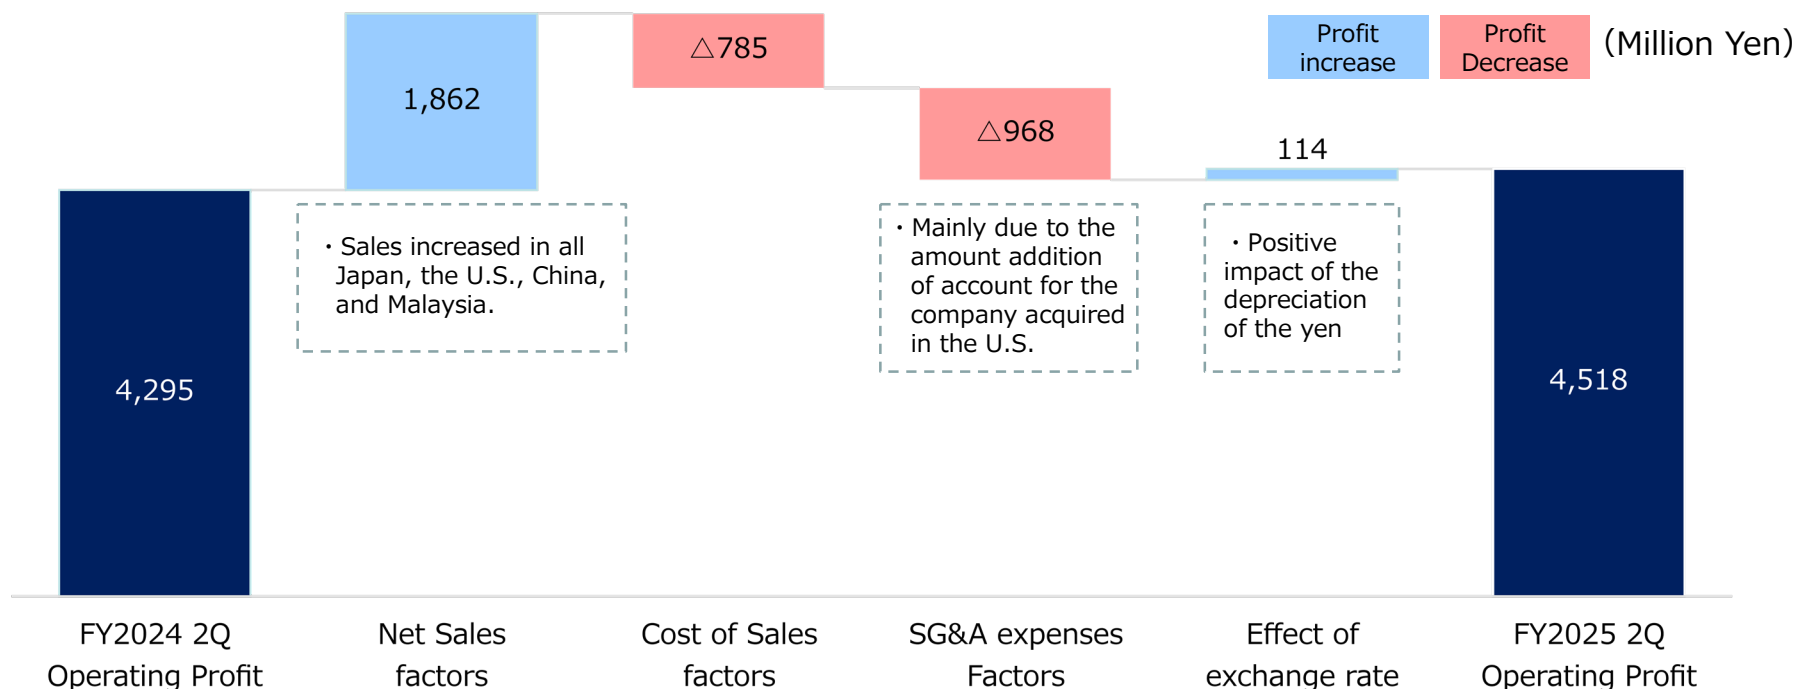 Profit
increase
Profit
Decrease
(Million Yen)
△785
1,862
△968
114
・Sales increased in all
Japan, the U.S., China,
and Malaysia.
・Mainly due to the
amount addition
of account for the
company acquired
in the U.S.
・Positive
impact of the
depreciation
of the yen
4,295
4,518
FY2024 2Q
Operating Profit
Net Sales
factors
Cost of Sales
factors
SG&A expenses
Factors
Effect of
exchange rate
FY2025 2Q
Operating Profit